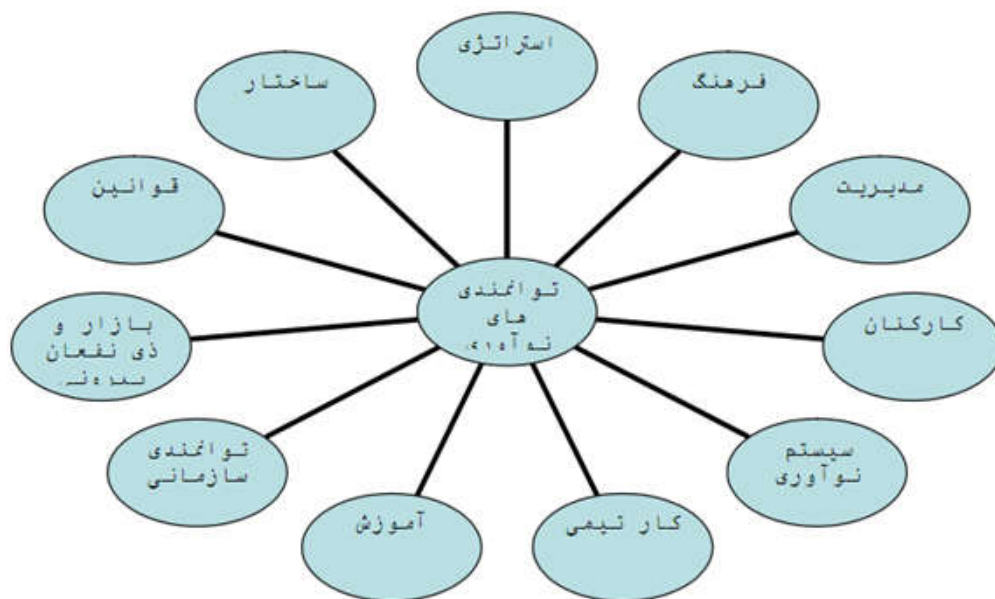 استراتژی
فرهنگ
ساختار
مدیریت
قوانین
توانمندی
های
نوآوری
کارکنان
بازار و
ذی نفعان
سیستم
نوآوری
توانمندی
سازمانی
کار تیمی
آموزش